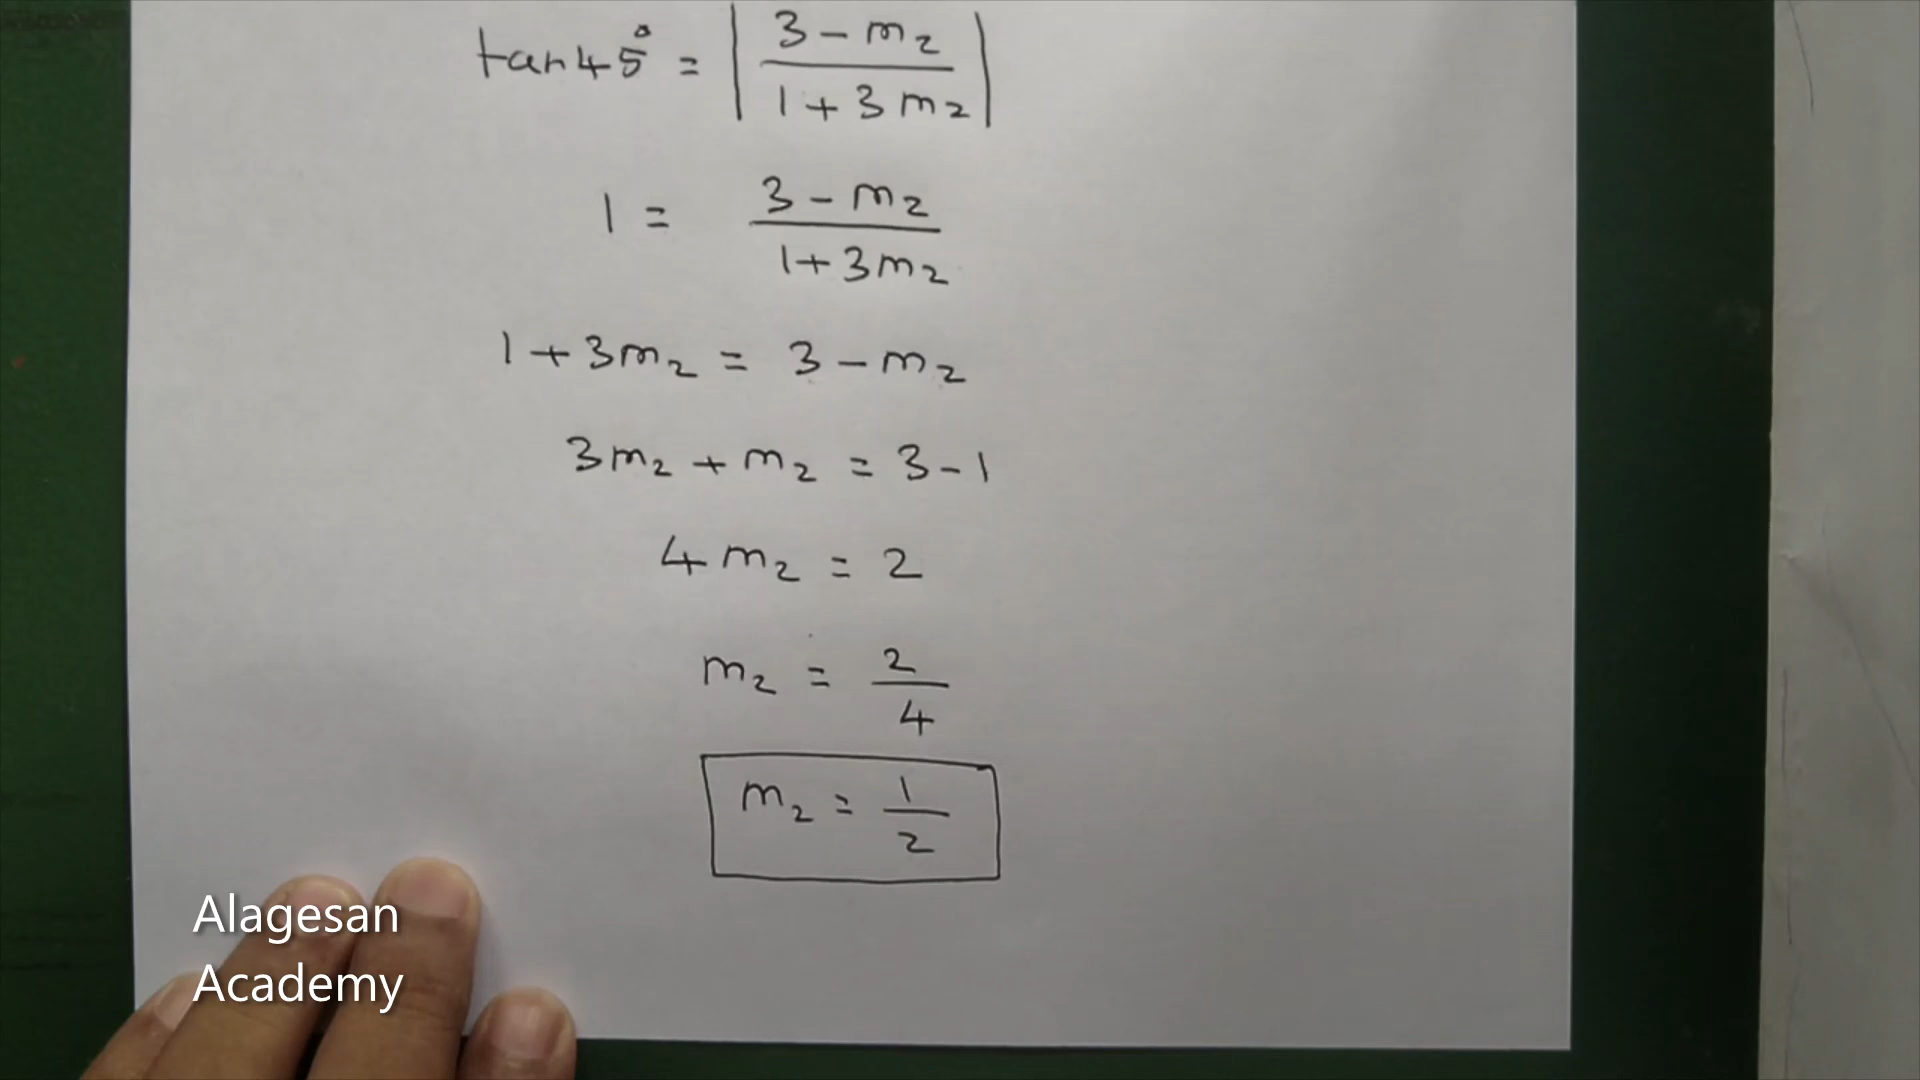 tan45° = | (3 - m₂) / (1 + 3m₂) |
1 = (3 - m₂) / (1 + 3m₂)
1 + 3m₂ = 3 - m₂
3m₂ + m₂ = 3 - 1
4m₂ = 2
m₂ = 2/4
m₂ = 1/2
Alagesan
Academy